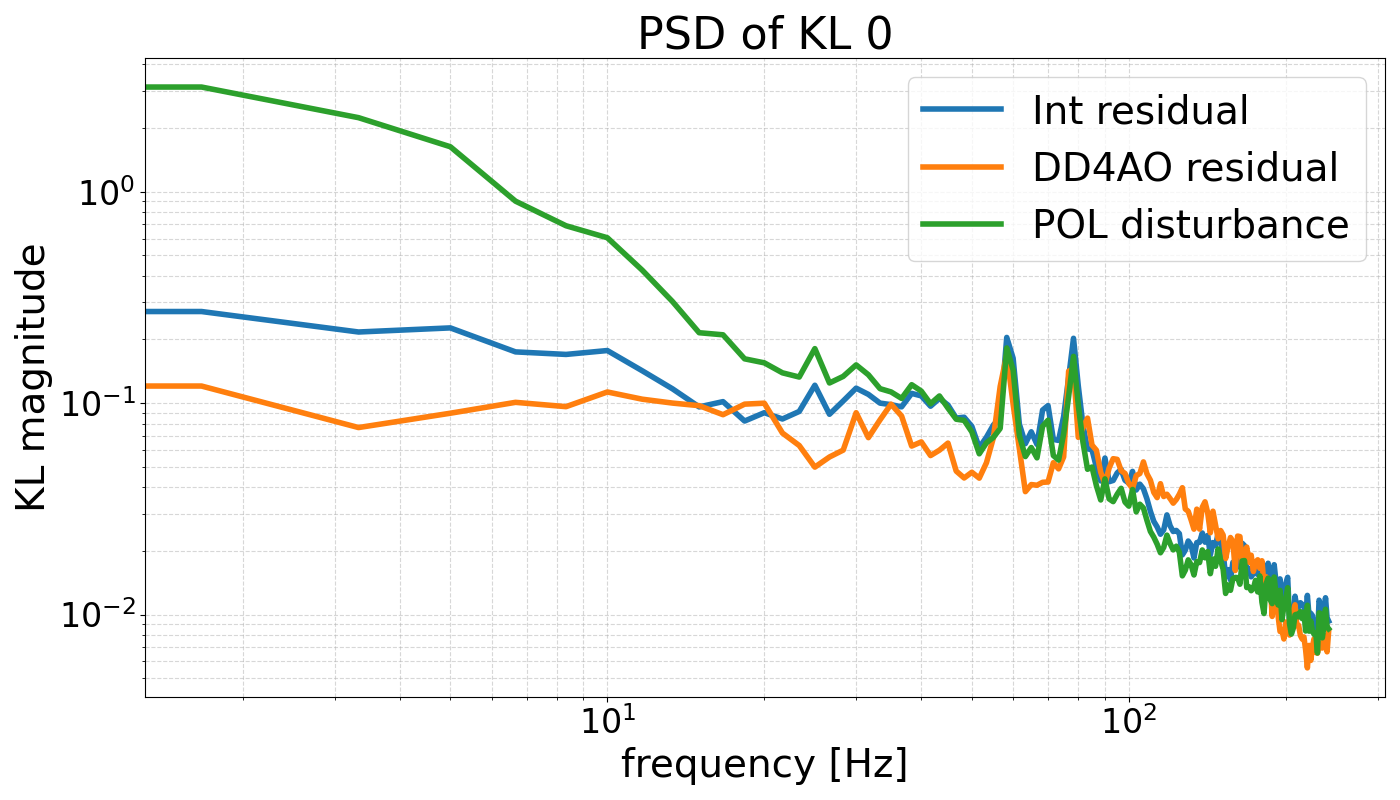 PSD of KL 0
Int residual
DD4AO residual
POL disturbance
KL magnitude
10⁰
10⁻¹
10⁻²
10¹
10²
frequency [Hz]